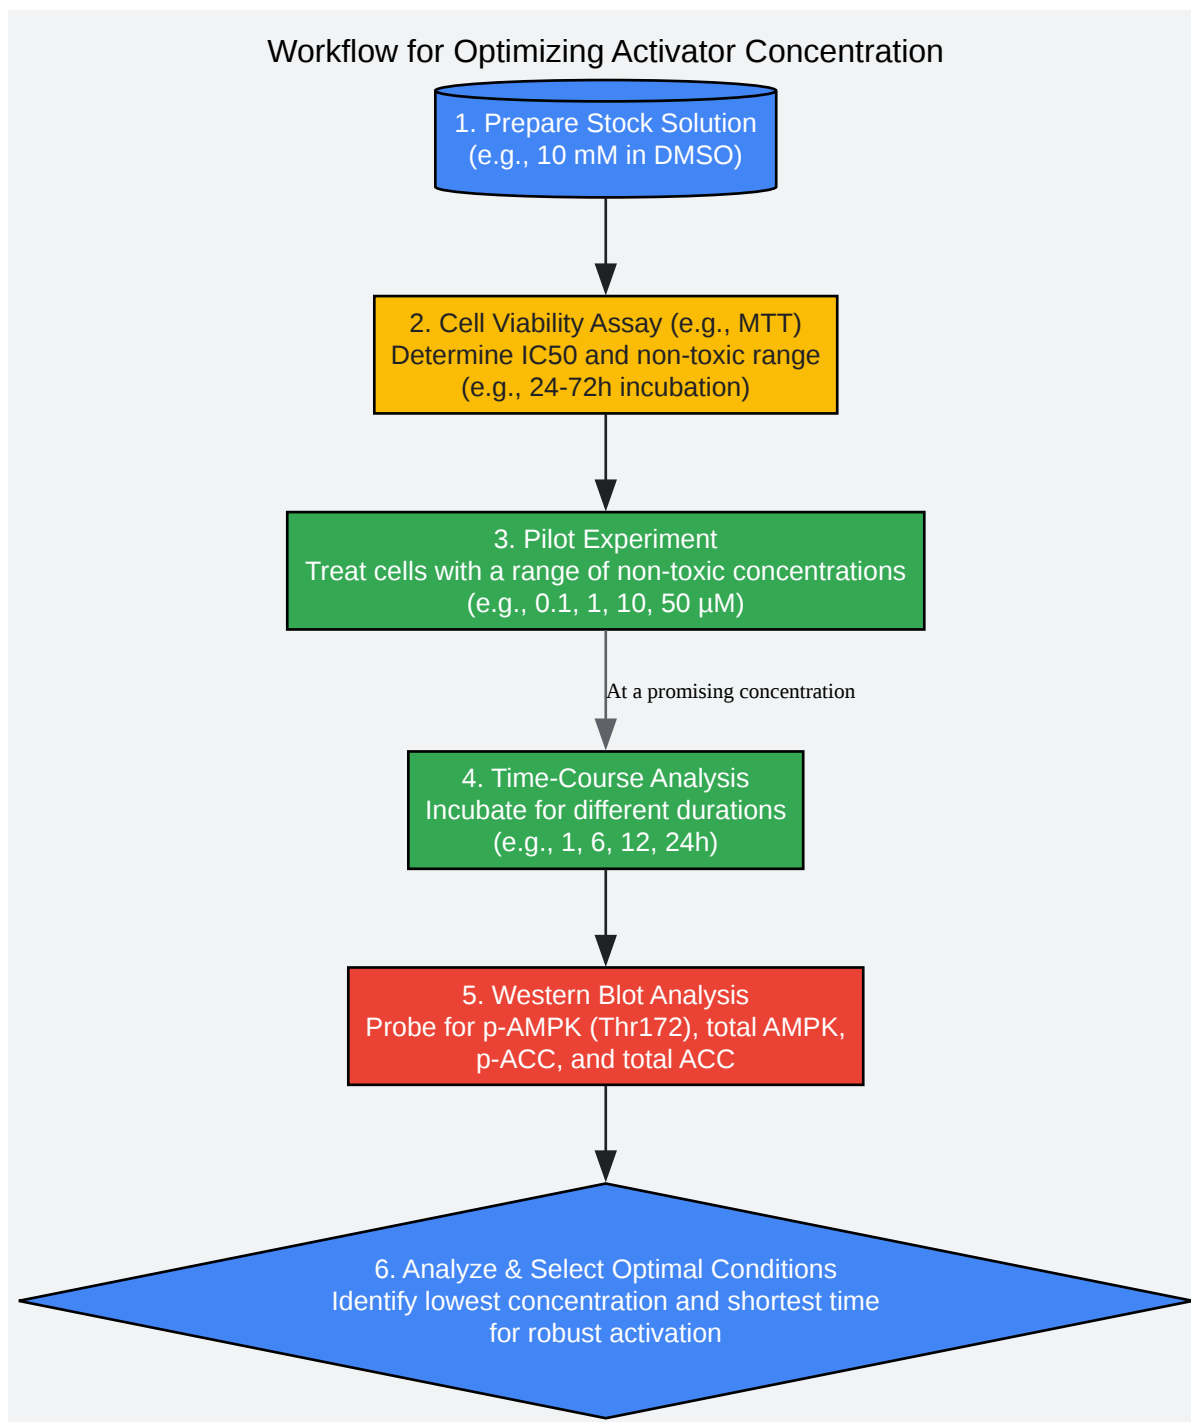 Workflow for Optimizing Activator Concentration
1. Prepare Stock Solution
(e.g., 10 mM in DMSO)
2. Cell Viability Assay (e.g., MTT)
Determine IC50 and non-toxic range
(e.g., 24-72h incubation)
3. Pilot Experiment
Treat cells with a range of non-toxic concentrations
(e.g., 0.1, 1, 10, 50 µM)
At a promising concentration
4. Time-Course Analysis
Incubate for different durations
(e.g., 1, 6, 12, 24h)
5. Western Blot Analysis
Probe for p-AMPK (Thr172), total AMPK,
p-ACC, and total ACC
6. Analyze & Select Optimal Conditions
Identify lowest concentration and shortest time
for robust activation